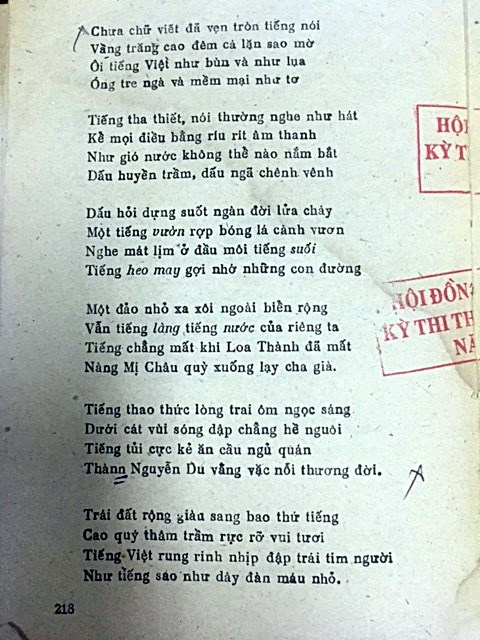 Chưa chữ viết đã vẹn tròn tiếng nói
Vầng trăng cao đêm cá lặn sao mờ
Ôi tiếng Việt như bùn và như lụa
Óng tre ngà và mềm mại như tơ
Tiếng tha thiết, nói thường nghe như hát
Kể mọi điều bằng ríu rít âm thanh
Như gió nước không thể nào nắm bắt
Dấu huyền trầm, dấu ngã chênh vênh
Dấu hỏi dựng suốt ngàn đời lửa cháy
Một tiếng vườn rợp bóng lá cành vươn
Nghe mát lịm ở đầu môi tiếng suối
Tiếng heo may gợi nhớ những con đường
Một đảo nhỏ xa xôi ngoài biển rộng
Vẫn tiếng làng tiếng nước của riêng ta
Tiếng chẳng mất khi Loa Thành đã mất
Nàng Mị Châu quỳ xuống lạy cha già.
Tiếng thao thức lòng trai ôm ngọc sáng
Dưới cát vùi sóng dập chẳng hề nguôi
Tiếng tủi cực kẻ ăn cầu ngủ quán
Thành Nguyễn Du vằng vặc nỗi thương đời.
Trái đất rộng giàu sang bao thứ tiếng
Cao quý thâm trầm rực rỡ vui tươi
Tiếng Việt rung rinh nhịp đập trái tim người
Như tiếng sáo như dây đàn máu nhỏ.
218
HỘI
KỲ T
HỘI ĐỒNG
KỲ THI TH
NĂ